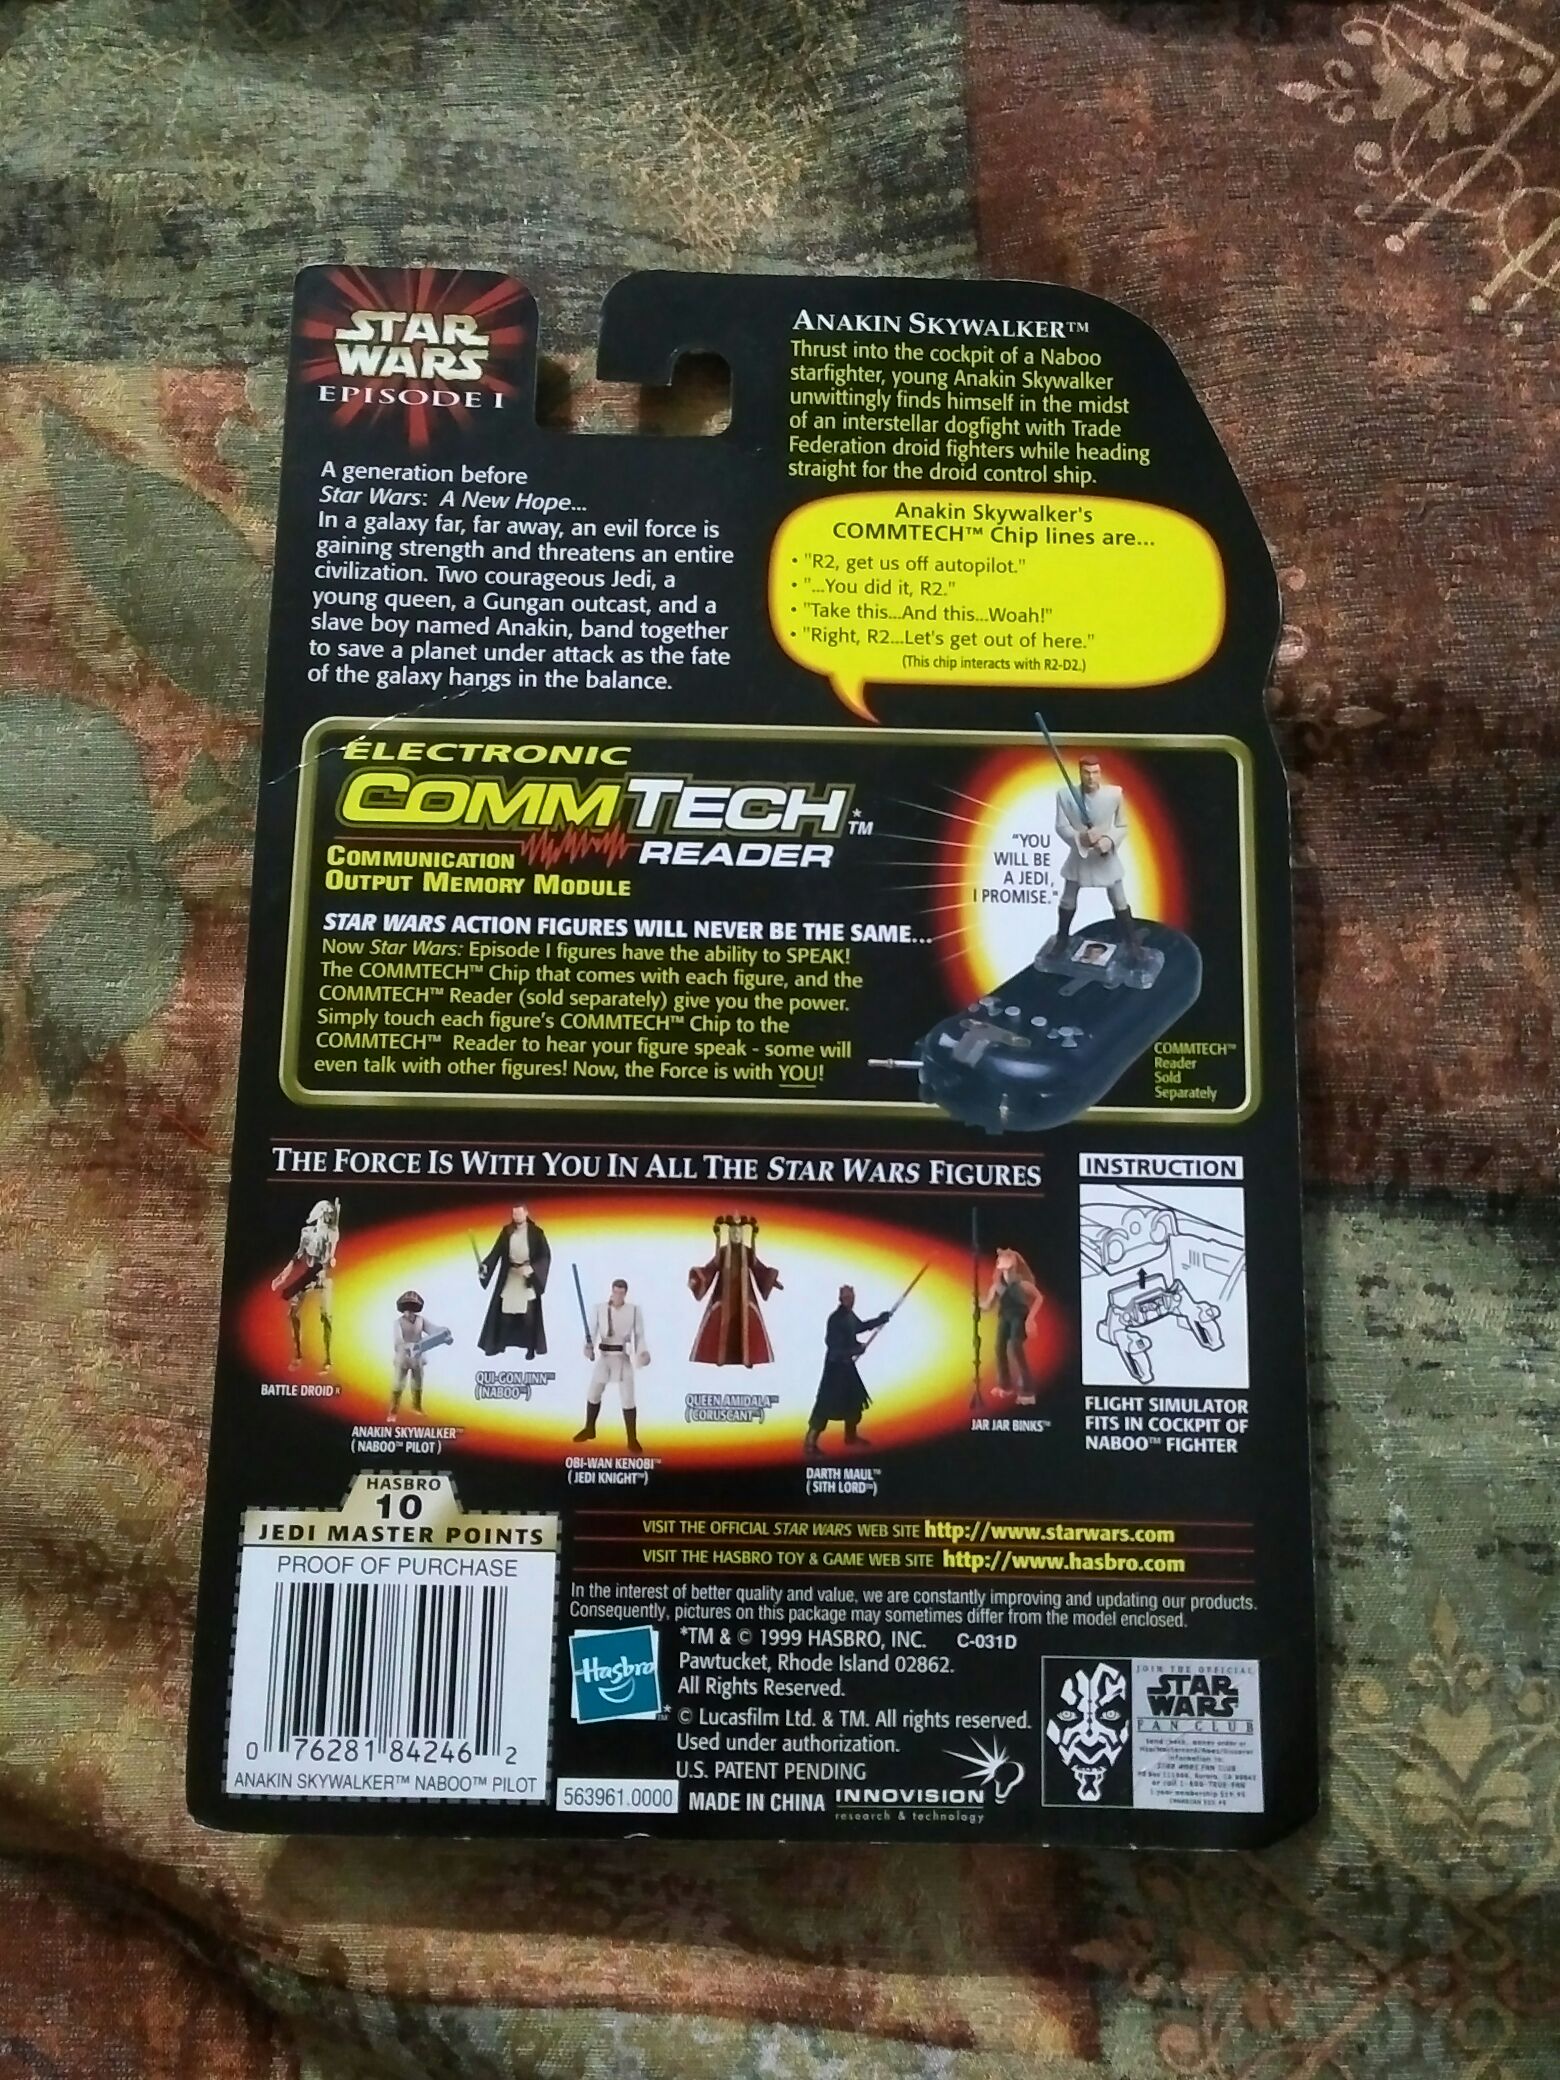 STAR
WARS
EPISODE I
A generation before
Star Wars: A New Hope...
In a galaxy far, far away, an evil force is
gaining strength and threatens an entire
civilization. Two courageous Jedi, a
young queen, a Gungan outcast, and a
slave boy named Anakin, band together
to save a planet under attack as the fate
of the galaxy hangs in the balance.
ANAKIN SKYWALKER™
Thrust into the cockpit of a Naboo
starfighter, young Anakin Skywalker
unwittingly finds himself in the midst
of an interstellar dogfight with Trade
Federation droid fighters while heading
straight for the droid control ship.
Anakin Skywalker's
COMMTECH™ Chip lines are...
• "R2, get us off autopilot."
• "...You did it, R2."
• "Take this...And this...Woah!"
• "Right, R2...Let's get out of here."
(This chip interacts with R2-D2.)
ELECTRONIC
COMMTECH*™
READER
COMMUNICATION
OUTPUT MEMORY MODULE
STAR WARS ACTION FIGURES WILL NEVER BE THE SAME...
Now Star Wars: Episode I figures have the ability to SPEAK!
The COMMTECH™ Chip that comes with each figure, and the
COMMTECH™ Reader (sold separately) give you the power.
Simply touch each figure's COMMTECH™ Chip to the
COMMTECH™ Reader to hear your figure speak - some will
even talk with other figures! Now, the Force is with YOU!
"YOU
WILL BE
A JEDI,
I PROMISE."
COMMTECH™
Reader
Sold
Separately
THE FORCE IS WITH YOU IN ALL THE STAR WARS FIGURES
BATTLE DROID
ANAKIN SKYWALKER™
(NABOO™ PILOT)
QUI-GON JINN™
(NABOO™)
OBI-WAN KENOBI™
(JEDI KNIGHT™)
QUEEN AMIDALA™
(CORUSCANT™)
DARTH MAUL™
(SITH LORD™)
JAR JAR BINKS™
INSTRUCTION
FLIGHT SIMULATOR
FITS IN COCKPIT OF
NABOO™ FIGHTER
HASBRO
10
JEDI MASTER POINTS
PROOF OF PURCHASE
0 76281 84246 2
ANAKIN SKYWALKER™ NABOO™ PILOT
VISIT THE OFFICIAL STAR WARS WEB SITE http://www.starwars.com
VISIT THE HASBRO TOY & GAME WEB SITE http://www.hasbro.com
In the interest of better quality and value, we are constantly improving and updating our products.
Consequently, pictures on this package may sometimes differ from the model enclosed.
Hasbro
*TM & © 1999 HASBRO, INC. C-031D
Pawtucket, Rhode Island 02862.
All Rights Reserved.
© Lucasfilm Ltd. & TM. All rights reserved.
Used under authorization.
U.S. PATENT PENDING
563961.0000 MADE IN CHINA
INNOVISION
research & technology
JOIN THE OFFICIAL
STAR
WARS
FAN CLUB